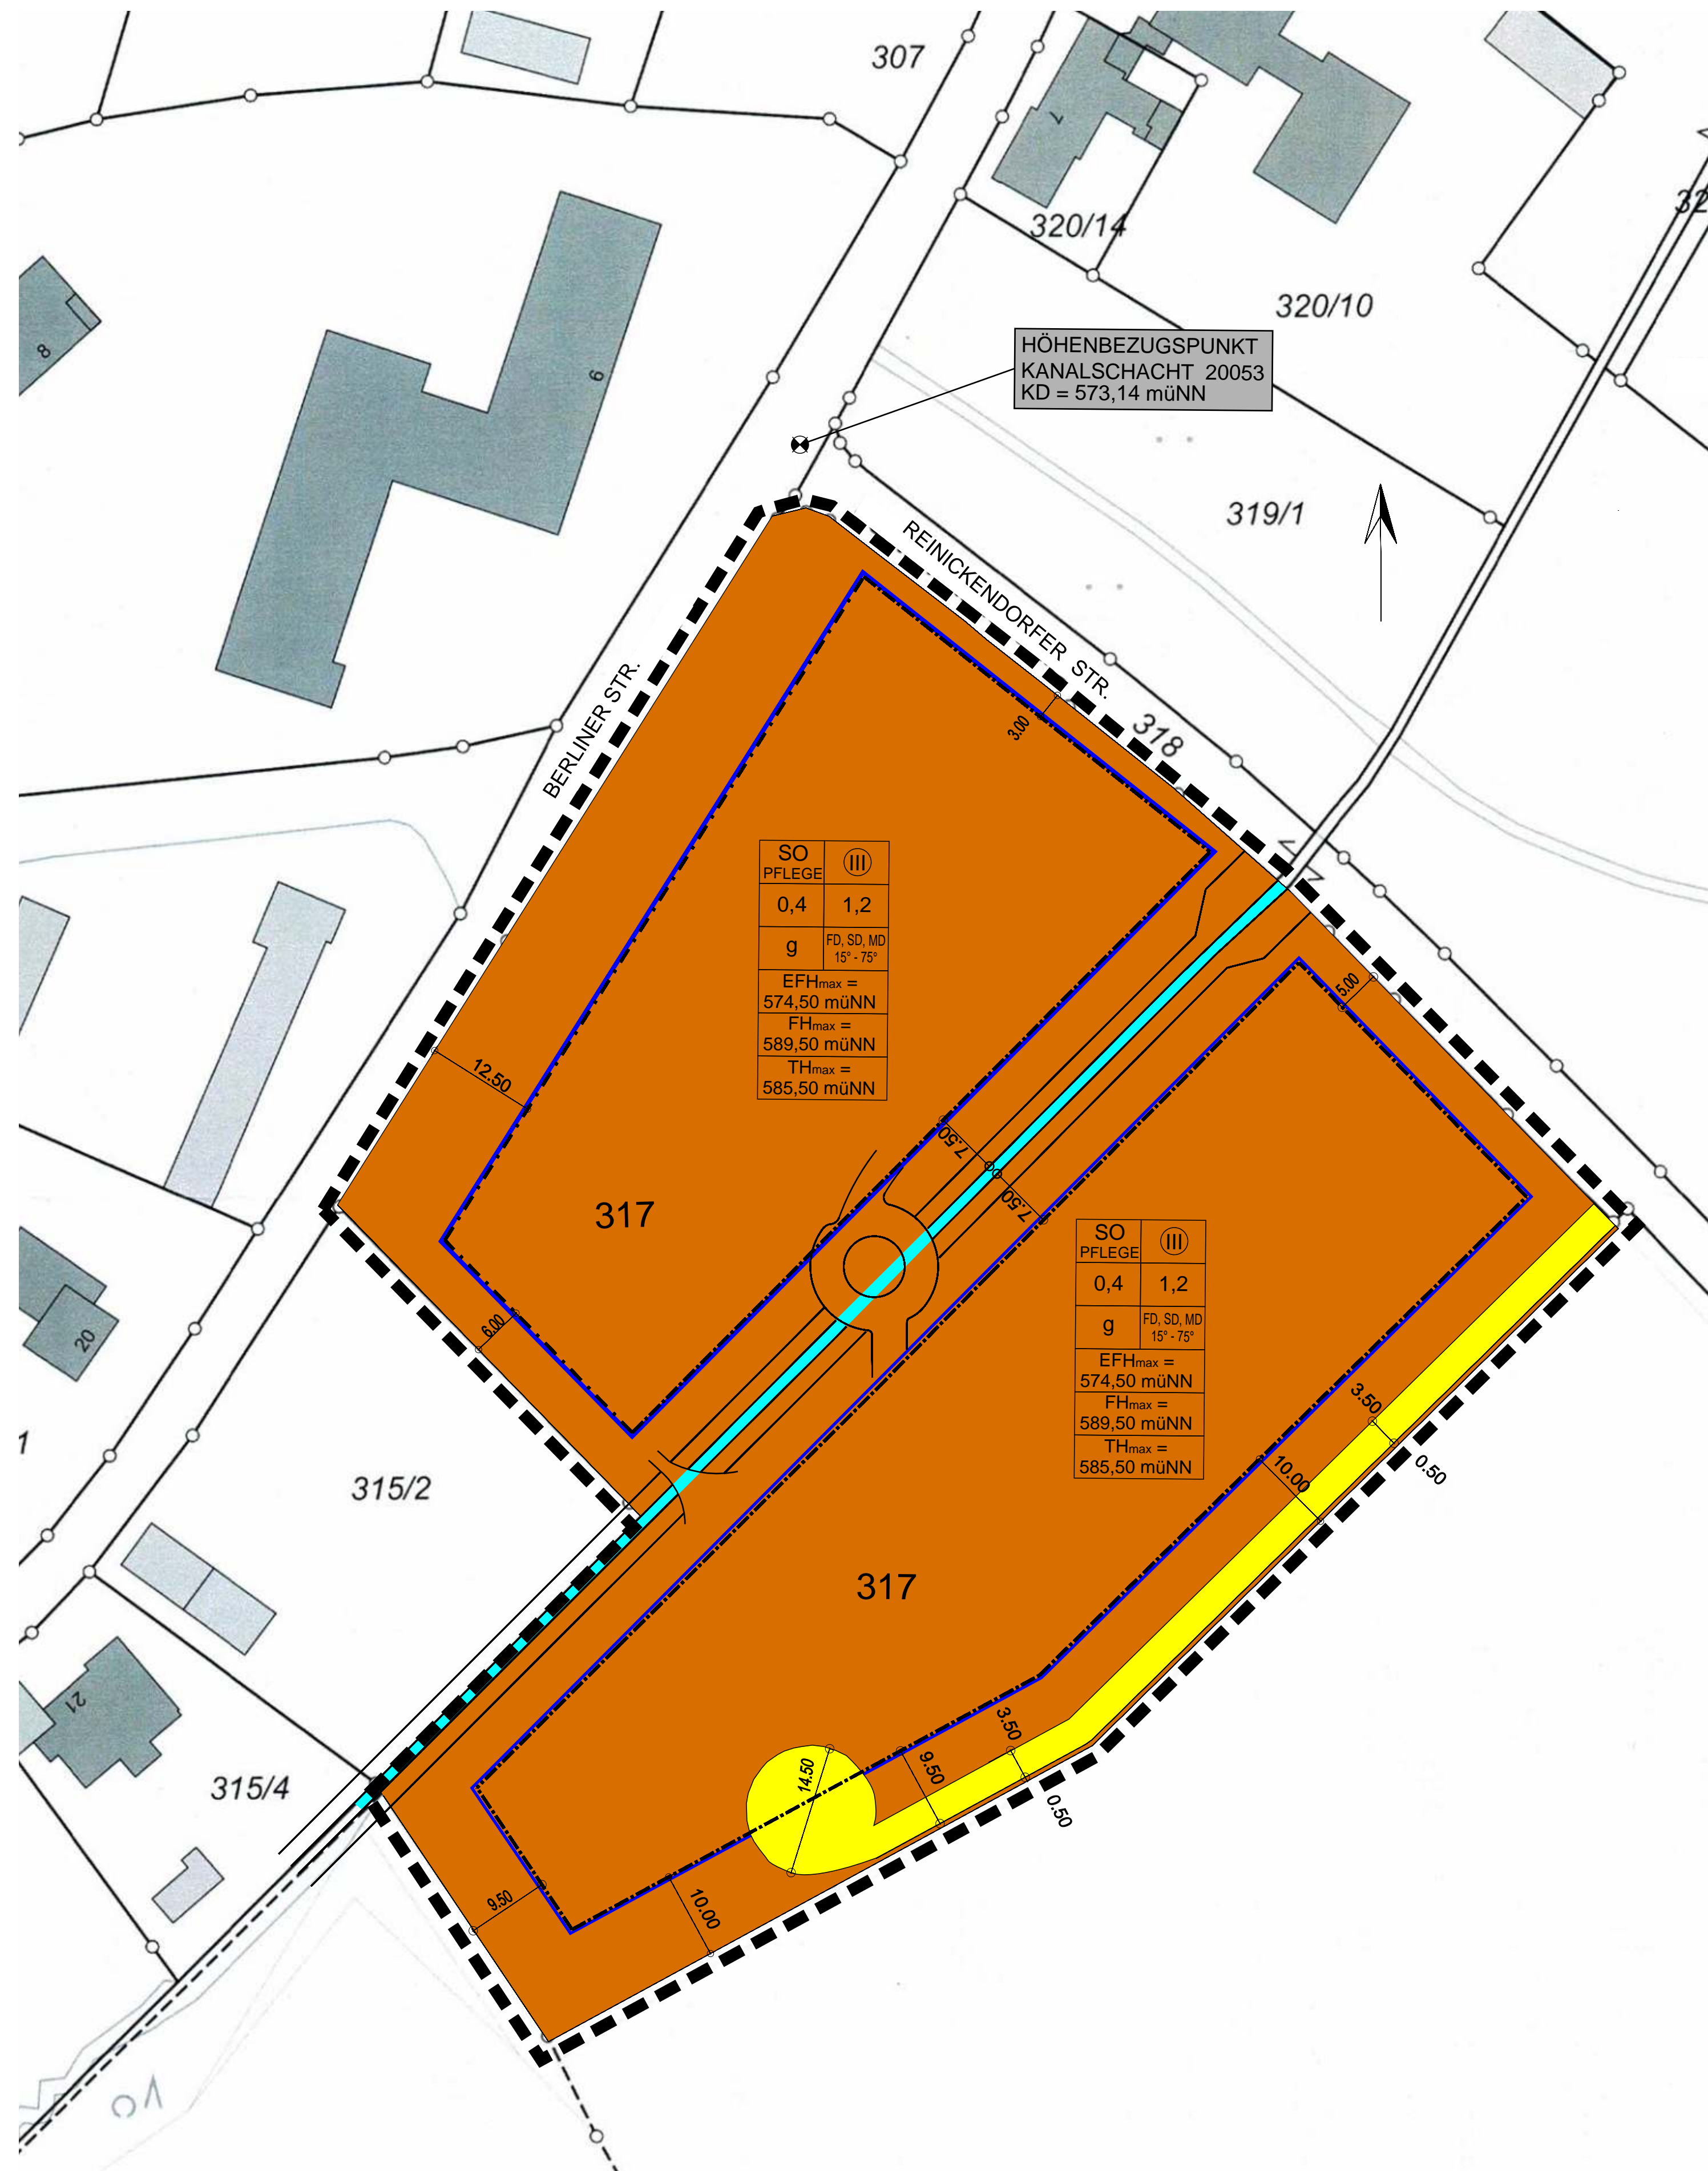 307
7
320/14
320/10
32
8
6
HÖHENBEZUGSPUNKT
KANALSCHACHT 20053
KD = 573,14 müNN
319/1
REINICKENDORFER STR.
BERLINER STR.
318
3.00
SO
PFLEGE
III
0,4
1,2
g
FD, SD, MD
15° - 75°
EFHmax =
574,50 müNN
FHmax =
589,50 müNN
THmax =
585,50 müNN
5.00
12.50
7.50
7.50
317
SO
PFLEGE
III
0,4
1,2
g
FD, SD, MD
15° - 75°
EFHmax =
574,50 müNN
FHmax =
589,50 müNN
THmax =
585,50 müNN
20
6.00
3.50
10.00
0.50
1
315/2
317
21
315/4
3.50
14.50
9.50
0.50
9.50
10.00